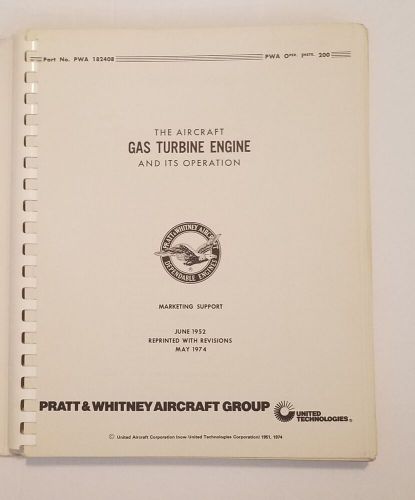 Part No. PWA 182408
PWA Oper. Instr. 200
THE AIRCRAFT
GAS TURBINE ENGINE
AND ITS OPERATION
PRATT & WHITNEY AIRCRAFT
DEPENDABLE ENGINES
®
MARKETING SUPPORT
JUNE 1952
REPRINTED WITH REVISIONS
MAY 1974
PRATT & WHITNEY AIRCRAFT GROUP
UNITED
TECHNOLOGIES®
© United Aircraft Corporation (now United Technologies Corporation) 1951, 1974